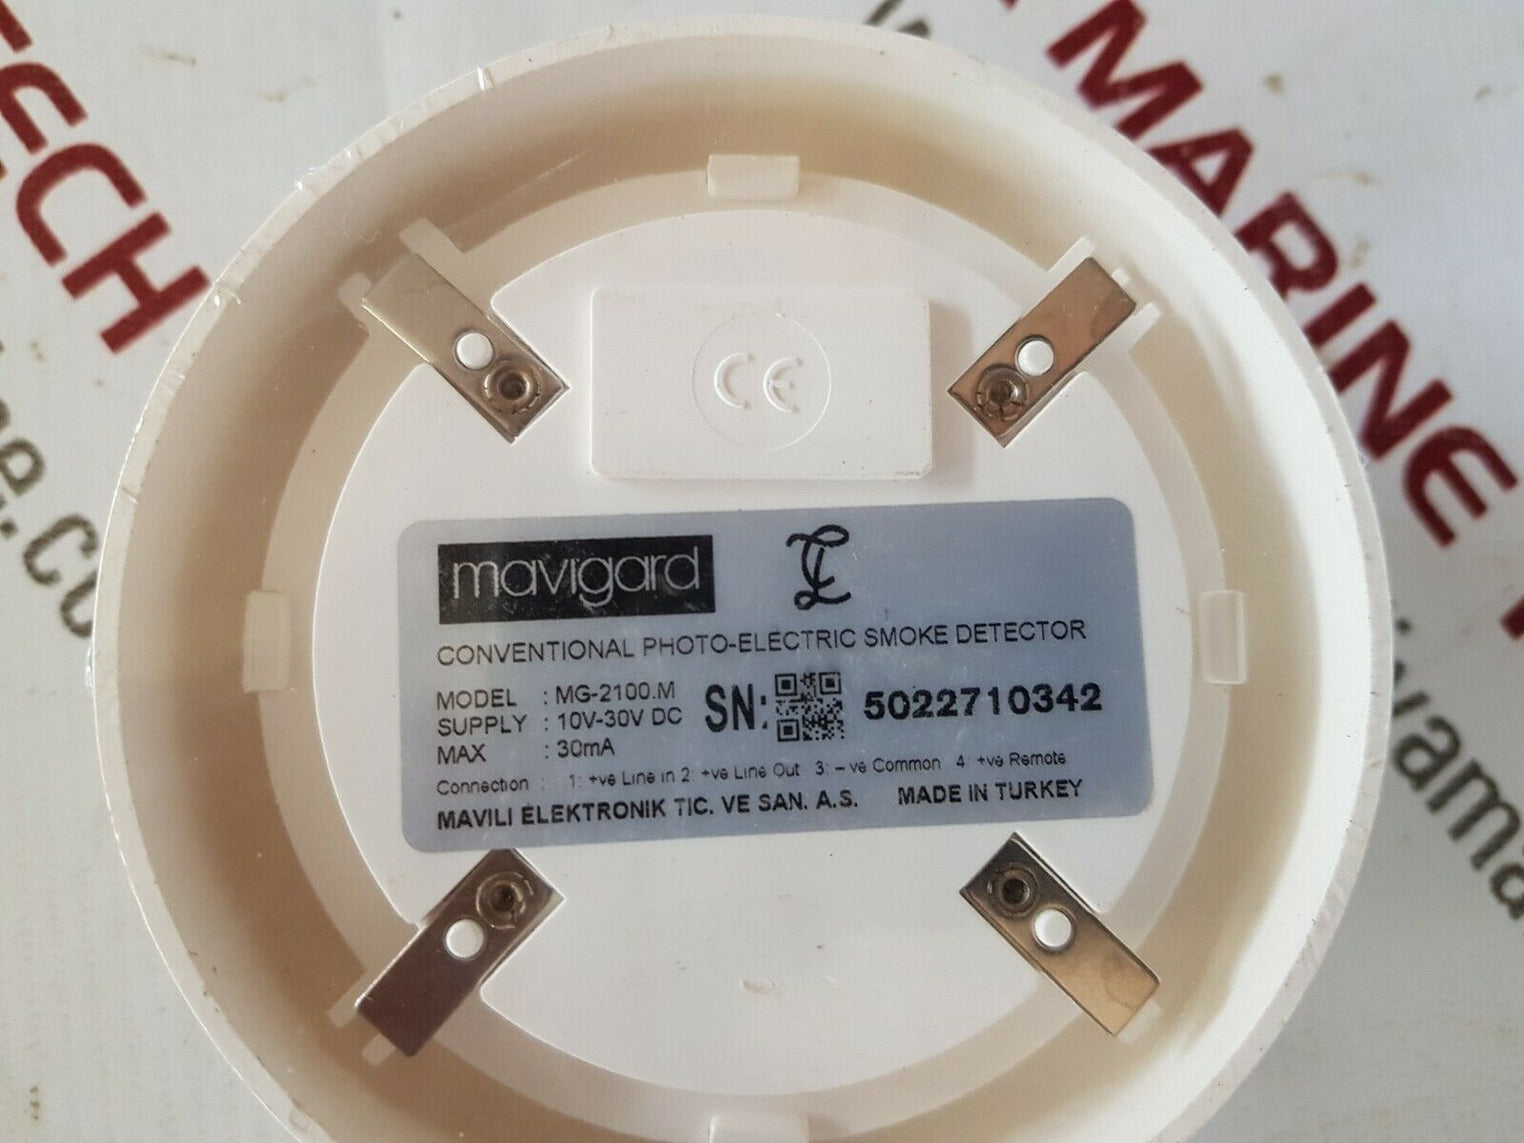 TECH
MARINE
CE
mavigard
CONVENTIONAL PHOTO-ELECTRIC SMOKE DETECTOR
MODEL : MG-2100.M
SUPPLY : 10V-30V DC
MAX : 30mA
SN: 5022710342
Connection : 1: +ve Line in 2: +ve Line Out 3: – ve Common 4: +ve Remote
MAVILI ELEKTRONIK TIC. VE SAN. A.S. MADE IN TURKEY